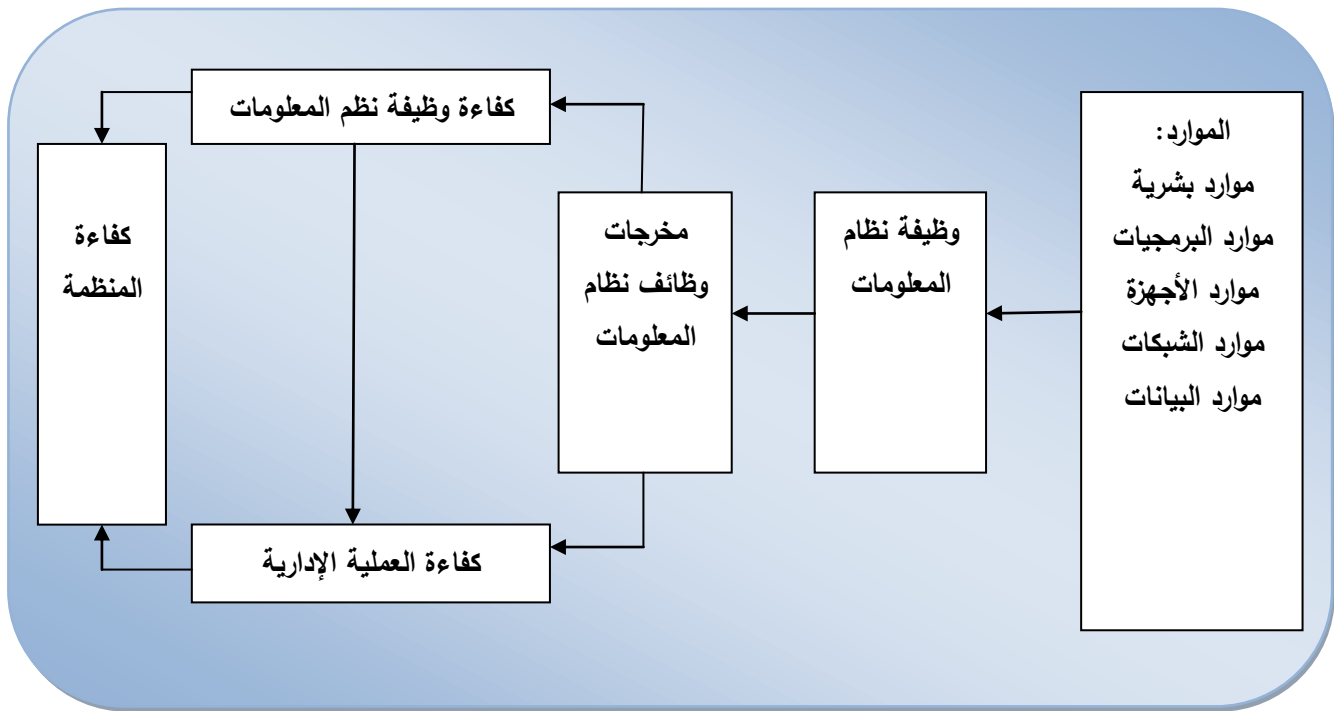 الموارد:
موارد بشرية
موارد البرمجيات
موارد الأجهزة
موارد الشبكات
موارد البيانات
وظيفة نظام
المعلومات
مخرجات
وظائف نظام
المعلومات
كفاءة وظيفة نظم المعلومات
كفاءة العملية الإدارية
كفاءة
المنظمة